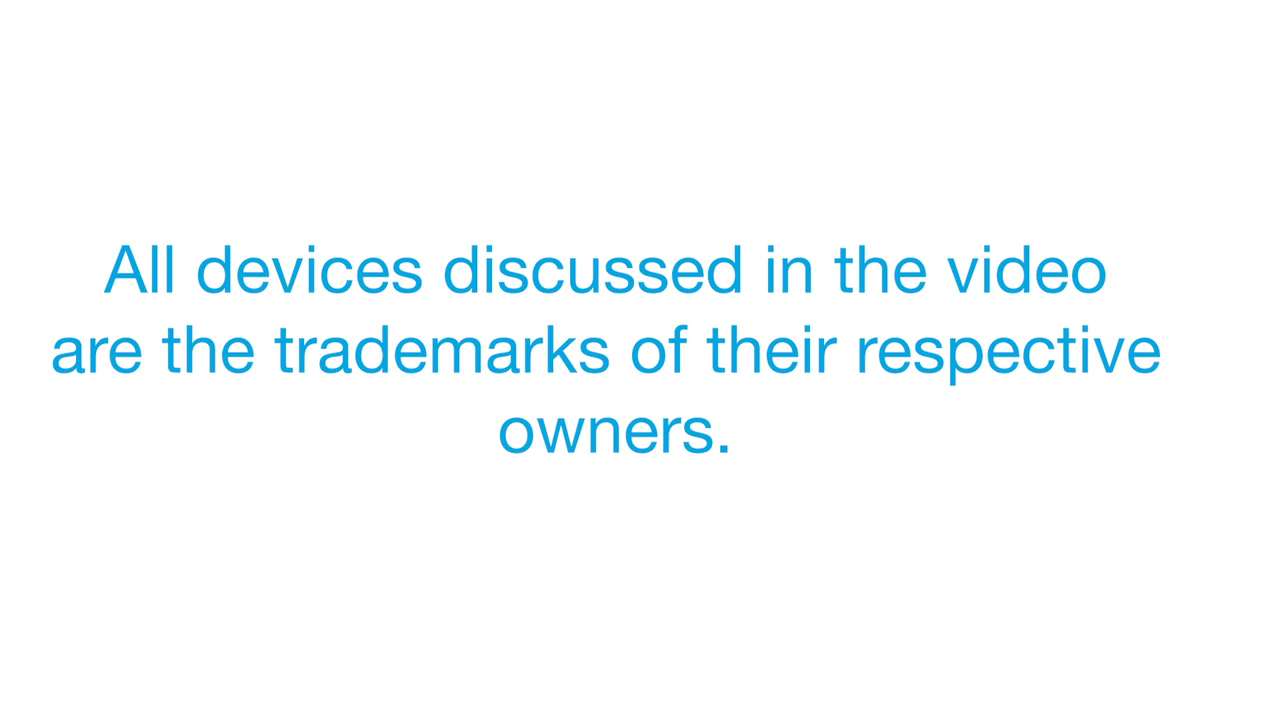 All devices discussed in the video
are the trademarks of their respective
owners.